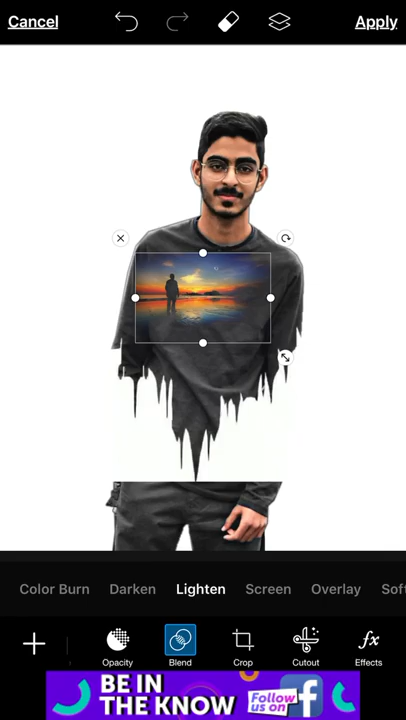 Cancel
Apply
Color Burn Darken Lighten Screen Overlay Soft
Opacity Blend Crop Cutout Effects
BE IN
THE KNOW
Follow
us on